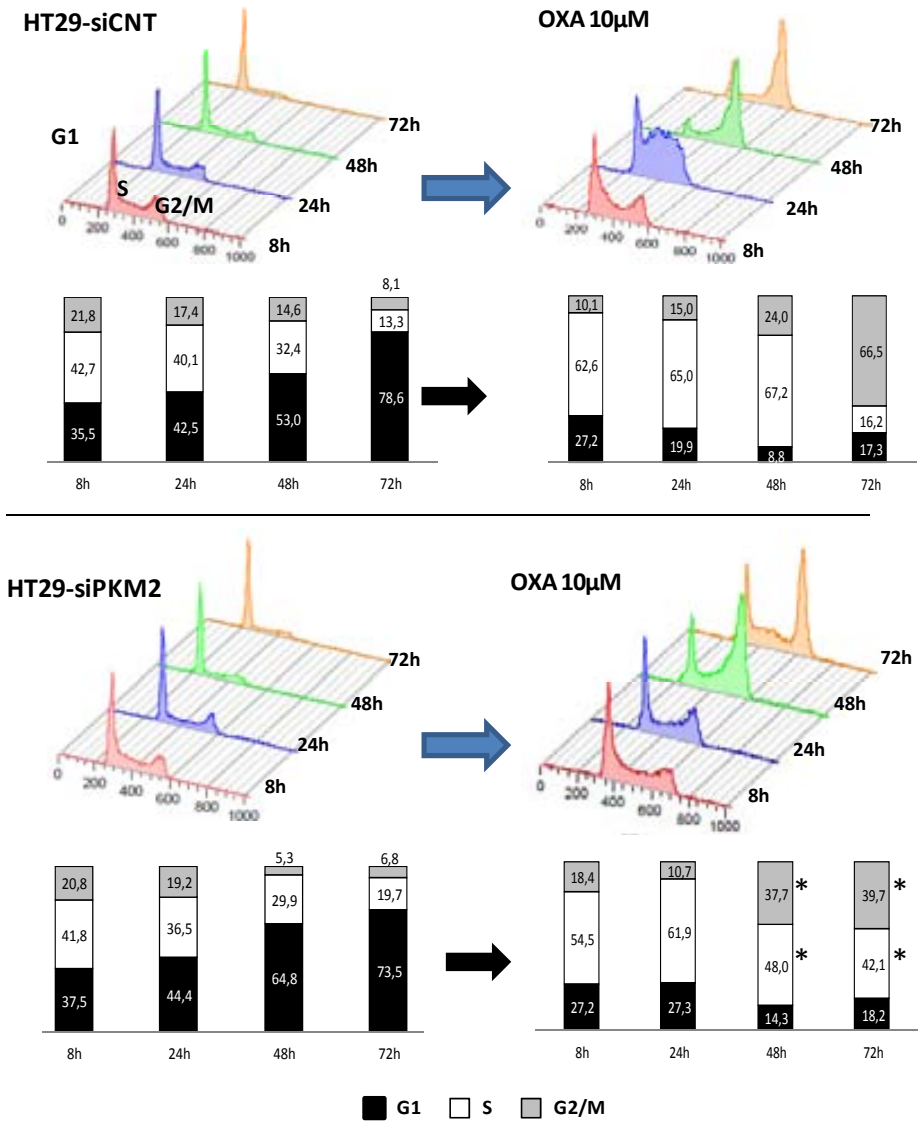 HT29-siCNT
OXA 10µM
G1
S
G2/M
72h
48h
24h
8h
0 200 400 600 800 1000
72h
48h
24h
8h
0 200 400 600 800 1000
8,1
21,8 17,4 14,6 13,3
42,7 40,1 32,4 78,6
35,5 42,5 53,0
8h 24h 48h 72h
10,1 15,0 24,0 66,5
62,6 65,0 67,2 16,2
27,2 19,9 8,8 17,3
8h 24h 48h 72h
HT29-siPKM2
OXA 10µM
72h
48h
24h
8h
0 200 400 600 800 1000
72h
48h
24h
8h
0 200 400 600 800 1000
5,3 6,8
20,8 19,2 29,9 19,7
41,8 36,5 64,8 73,5
37,5 44,4
8h 24h 48h 72h
18,4 10,7 37,7 * 39,7 *
54,5 61,9 48,0 * 42,1 *
27,2 27,3 14,3 18,2
8h 24h 48h 72h
G1 S G2/M